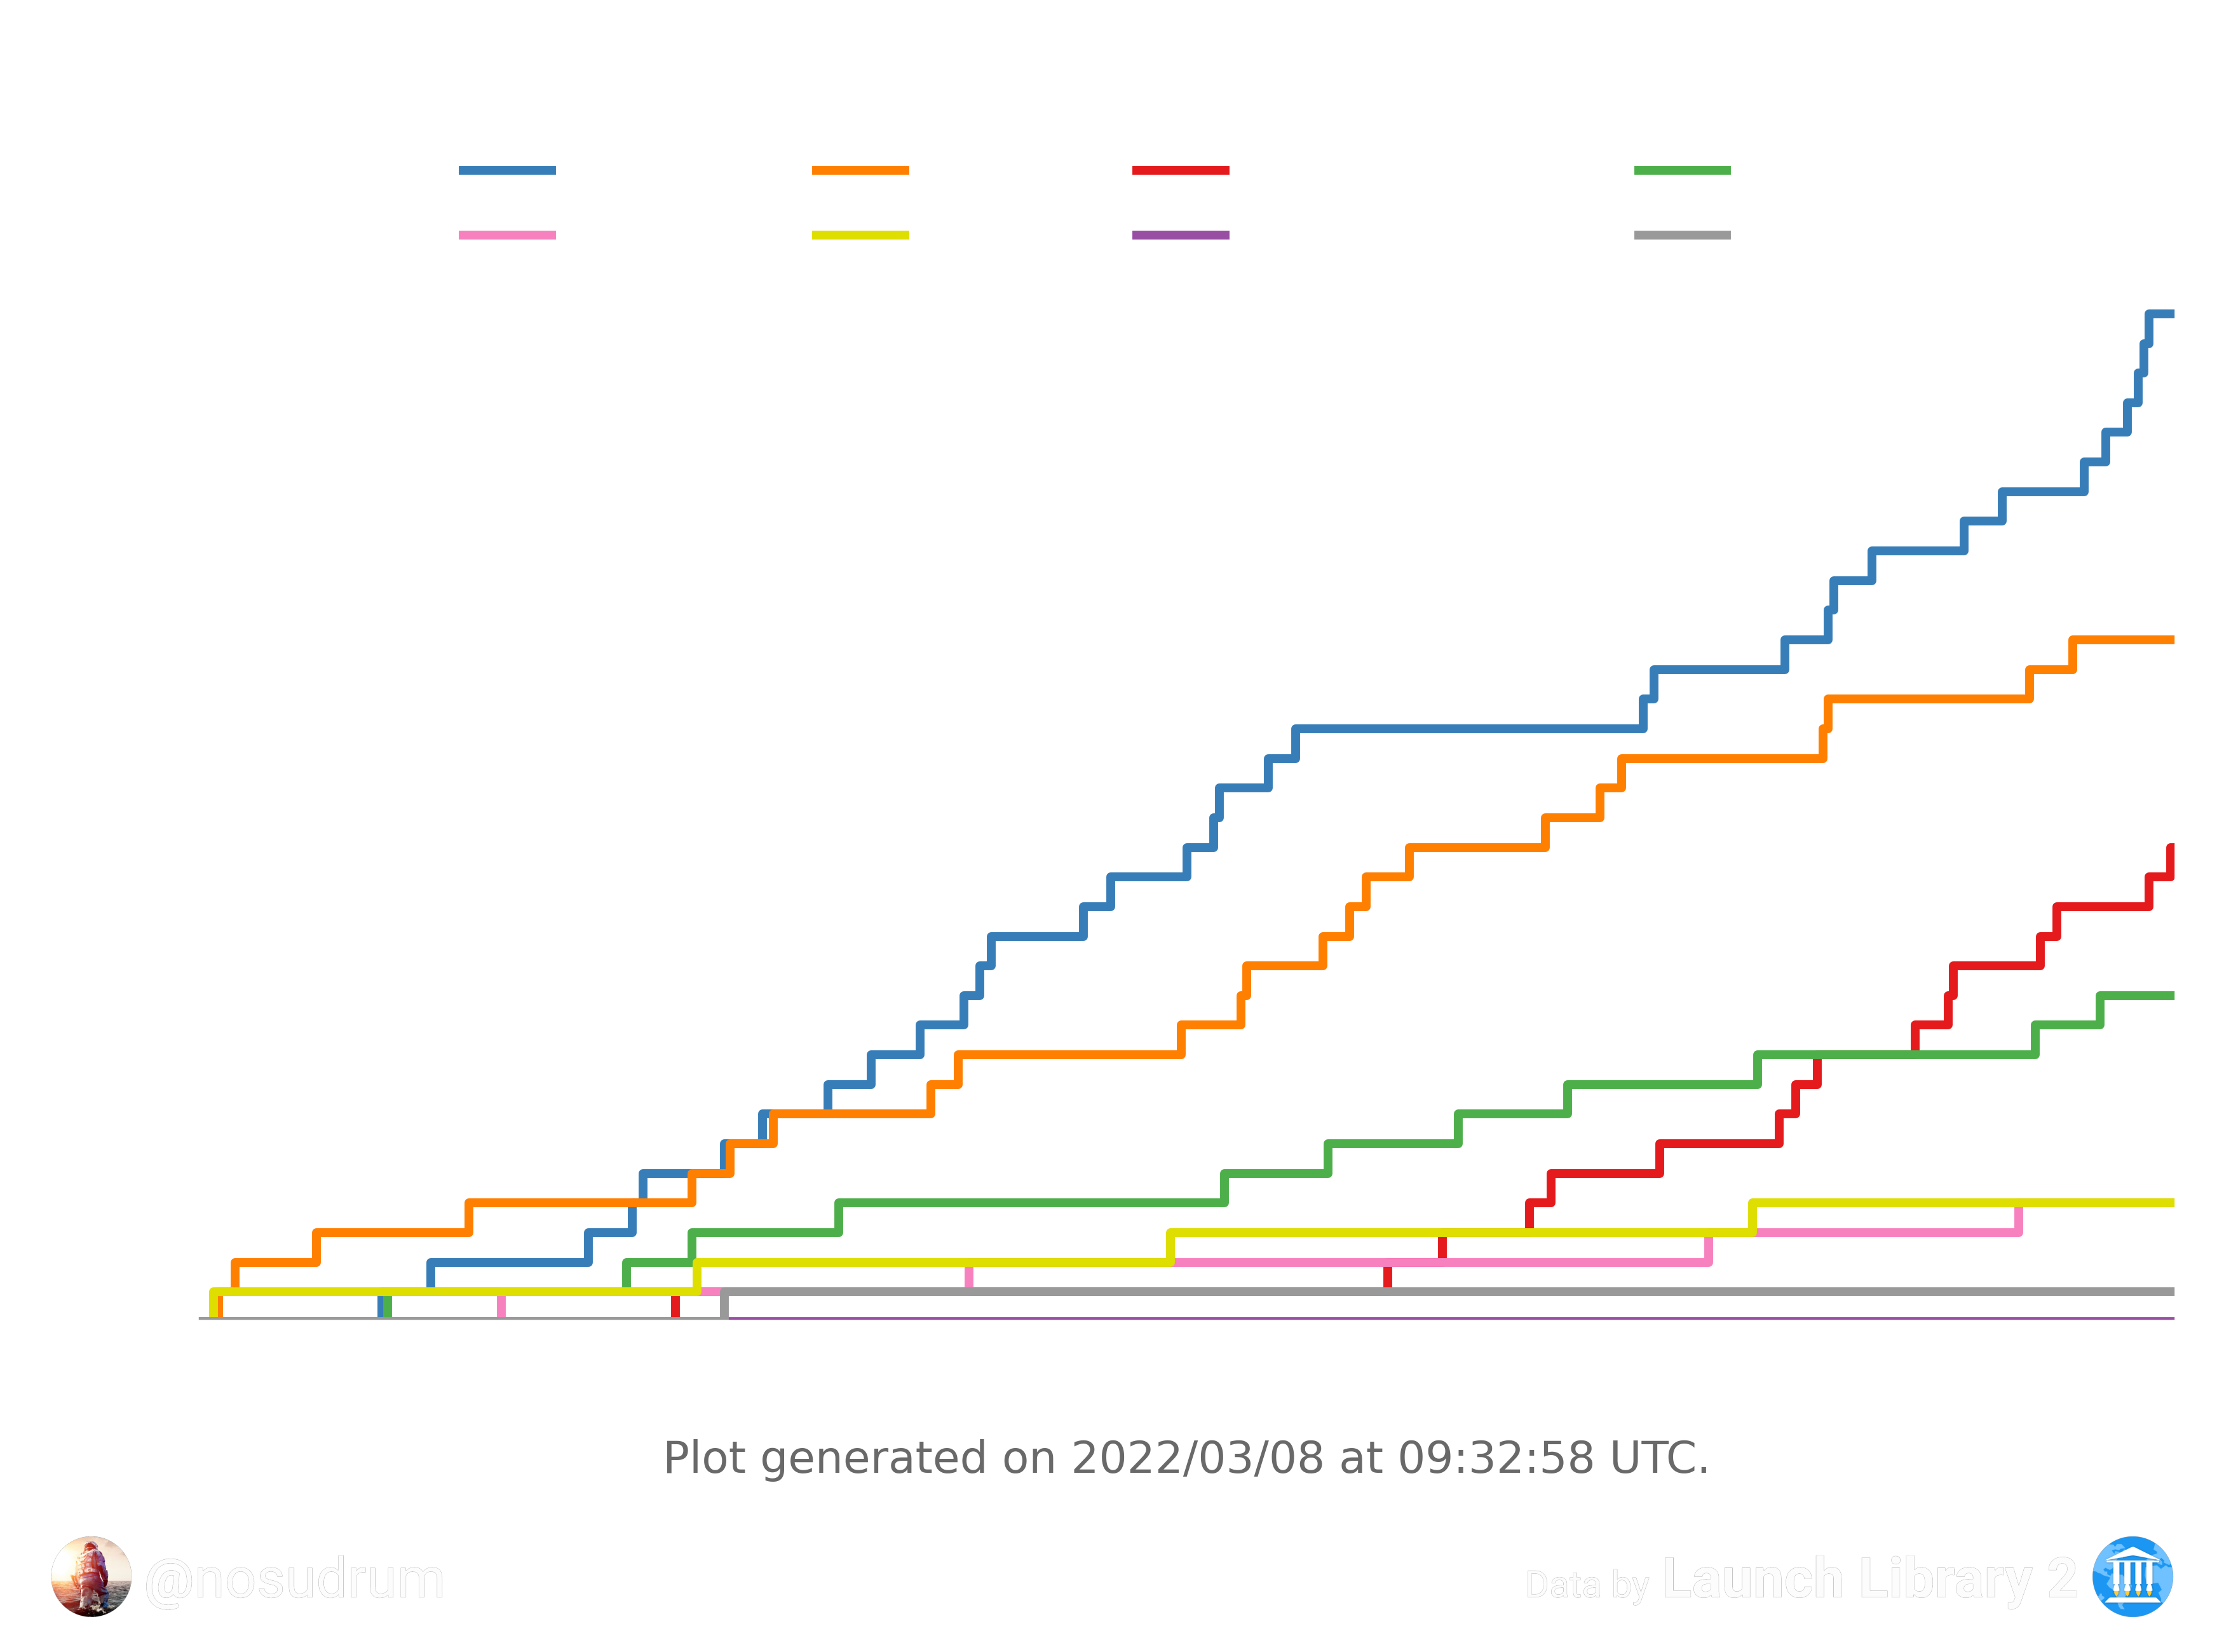 Plot generated on 2022/03/08 at 09:32:58 UTC.
@nosudrum
Data by Launch Library 2